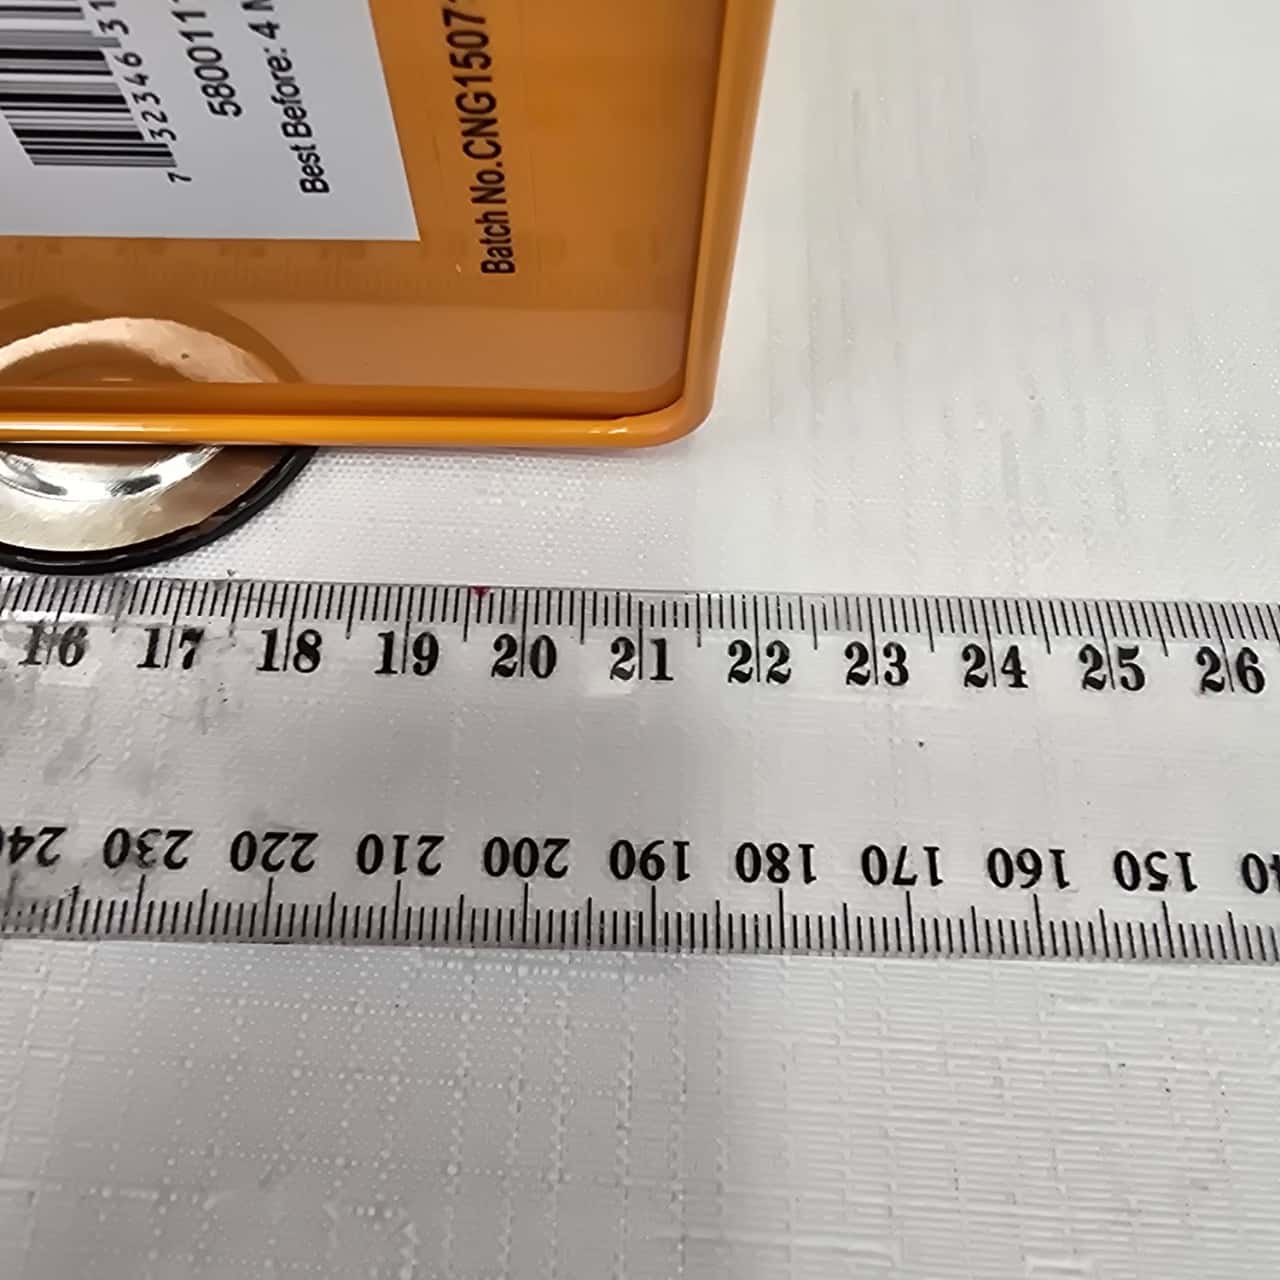 7 32346 31
580011
Best Before: 4
Batch No.CNG1507
16 17 18 19 20 21 22 23 24 25 26
240 230 220 210 200 190 180 170 160 150